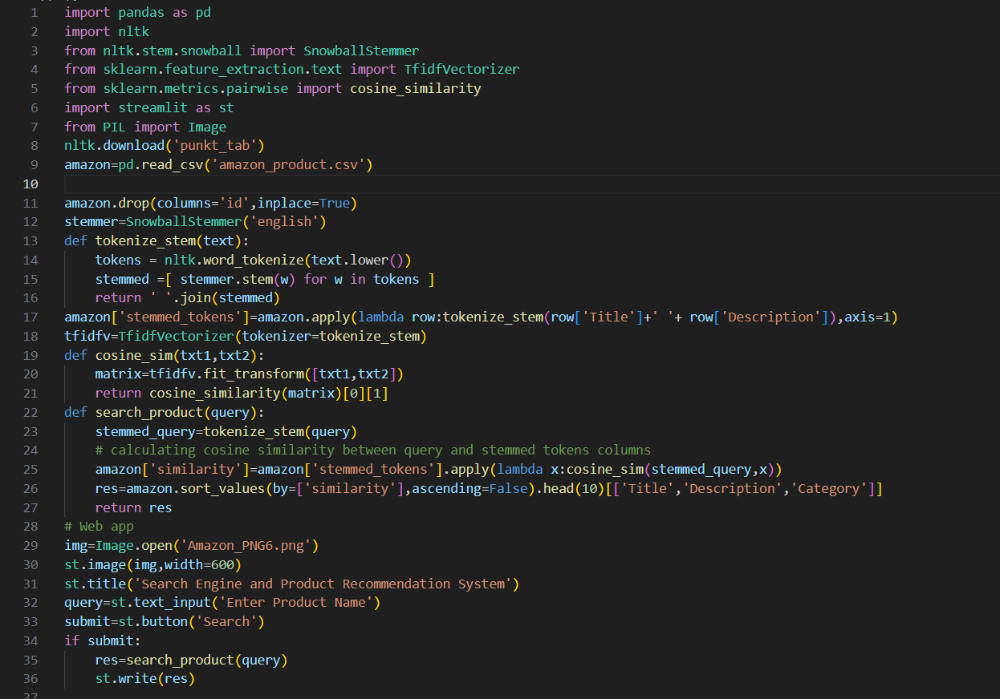 1 import pandas as pd
2 import nltk
3 from nltk.stem.snowball import SnowballStemmer
4 from sklearn.feature_extraction.text import TfidfVectorizer
5 from sklearn.metrics.pairwise import cosine_similarity
6 import streamlit as st
7 from PIL import Image
8 nltk.download('punkt_tab')
9 amazon=pd.read_csv('amazon_product.csv')
10
11 amazon.drop(columns='id',inplace=True)
12 stemmer=SnowballStemmer('english')
13 def tokenize_stem(text):
14     tokens = nltk.word_tokenize(text.lower())
15     stemmed =[ stemmer.stem(w) for w in tokens ]
16     return ' '.join(stemmed)
17 amazon['stemmed_tokens']=amazon.apply(lambda row:tokenize_stem(row['Title']+' '+ row['Description']),axis=1)
18 tfidfv=TfidfVectorizer(tokenizer=tokenize_stem)
19 def cosine_sim(txt1,txt2):
20     matrix=tfidfv.fit_transform([txt1,txt2])
21     return cosine_similarity(matrix)[0][1]
22 def search_product(query):
23     stemmed_query=tokenize_stem(query)
24     # calculating cosine similarity between query and stemmed tokens columns
25     amazon['similarity']=amazon['stemmed_tokens'].apply(lambda x:cosine_sim(stemmed_query,x))
26     res=amazon.sort_values(by=['similarity'],ascending=False).head(10)[['Title','Description','Category']]
27     return res
28 # Web app
29 img=Image.open('Amazon_PNG6.png')
30 st.image(img,width=600)
31 st.title('Search Engine and Product Recommendation System')
32 query=st.text_input('Enter Product Name')
33 submit=st.button('Search')
34 if submit:
35     res=search_product(query)
36     st.write(res)
37